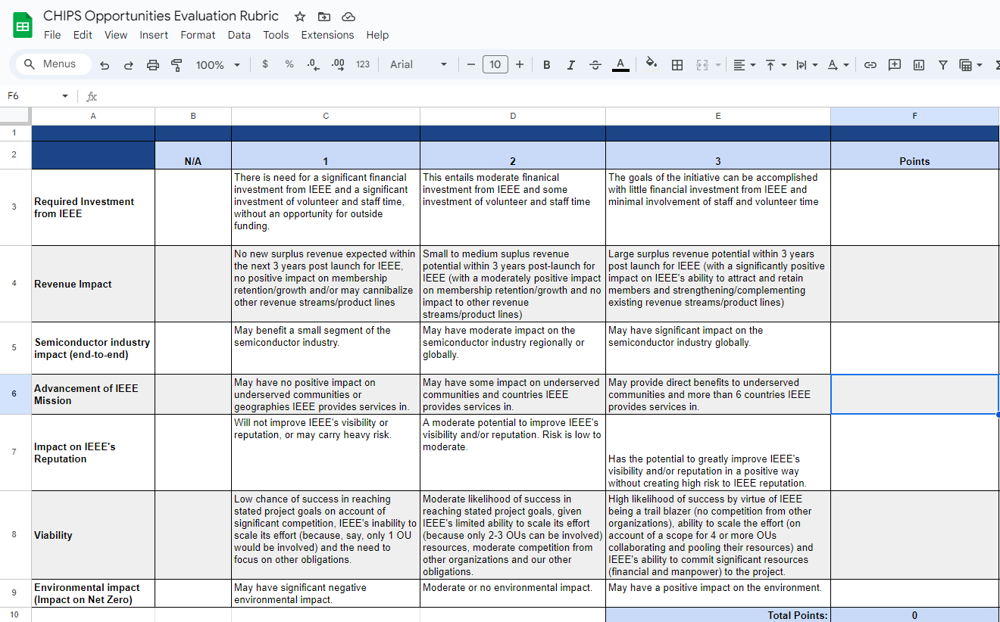 CHIPS Opportunities Evaluation Rubric
File Edit View Insert Format Data Tools Extensions Help
Menus 100% $ % .0 .00 123 Arial 10 B I A
F6 fx
A B C D E F
1
2 N/A 1 2 3 Points
3
Required Investment
from IEEE
There is need for a significant financial
investment from IEEE and a significant
investment of volunteer and staff time,
without an opportunity for outside
funding.
This entails moderate finanical
investment from IEEE and some
investment of volunteer and staff time
The goals of the initiative can be accomplished
with little financial investment from IEEE and
minimal involvement of staff and volunteer time
4
Revenue Impact
No new surplus revenue expected within
the next 3 years post launch for IEEE,
no positive impact on membership
retention/growth and/or may cannibalize
other revenue streams/product lines
Small to medium suplus revenue
potential within 3 years post-launch for
IEEE (with a moderately positive impact
on membership retention/growth and no
impact to other revenue
streams/product lines)
Large surplus revenue potential within 3 years
post launch for IEEE (with a significantly positive
impact on IEEE's ability to attract and retain
members and strengthening/complementing
existing revenue streams/product lines)
5
Semiconductor industry
impact (end-to-end)
May benefit a small segment of the
semiconductor industry.
May have moderate impact on the
semiconductor industry regionally or
globally.
May have significant impact on the
semiconductor industry globally.
6
Advancement of IEEE
Mission
May have no positive impact on
underserved communities or
geographies IEEE provides services in.
May have some impact on underserved
communities and countries IEEE
provides services in.
May provide direct benefits to underserved
communities and more than 6 countries IEEE
provides services in.
7
Impact on IEEE's
Reputation
Will not improve IEEE's visibility or
reputation, or may carry heavy risk.
A moderate potential to improve IEEE's
visibility and/or reputation. Risk is low to
moderate.
Has the potential to greatly improve IEEE's
visibility and/or reputation in a positive way
without creating high risk to IEEE reputation.
8
Viability
Low chance of success in reaching
stated project goals on account of
significant competition, IEEE's inability to
scale its effort (because, say, only 1 OU
would be involved) and the need to
focus on other obligations.
Moderate likelihood of success in
reaching stated project goals, given
IEEE's limited ability to scale its effort
(because only 2-3 OUs can be involved)
resources, moderate competition from
other organizations and our other
obligations.
High likelihood of success by virtue of IEEE
being a trail blazer (no competition from other
organizations), ability to scale the effort (on
account of a scope for 4 or more OUs
collaborating and pooling their resources) and
IEEE's ability to commit significant resources
(financial and manpower) to the project.
9
Environmental impact
(Impact on Net Zero)
May have significant negative
environmental impact.
Moderate or no environmental impact.
May have a positive impact on the environment.
10 Total Points: 0